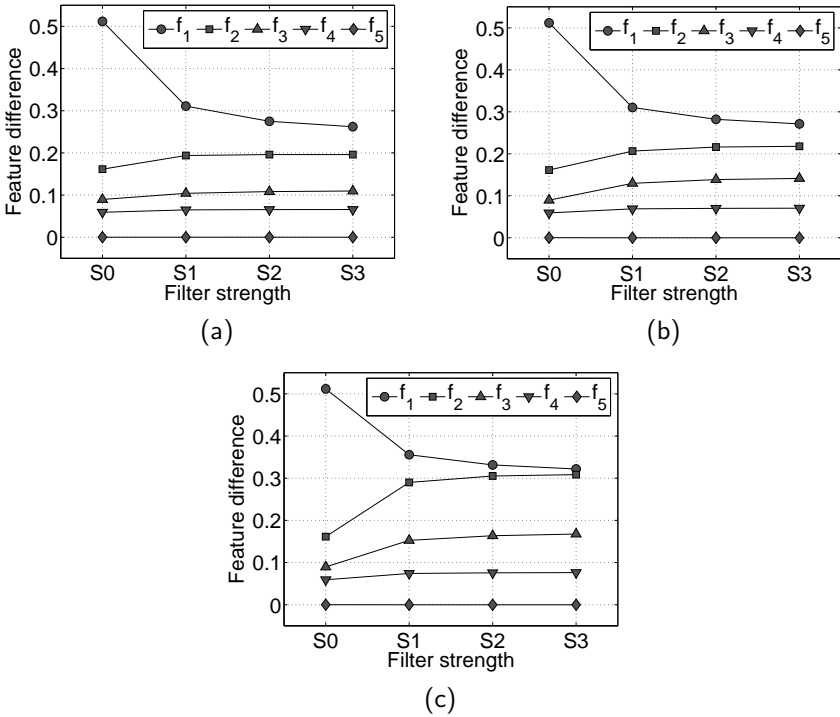 f1 f2 f3 f4 f5
Feature difference
0.5
0.4
0.3
0.2
0.1
0
S0 S1 S2 S3
Filter strength
(a)
f1 f2 f3 f4 f5
Feature difference
0.5
0.4
0.3
0.2
0.1
0
S0 S1 S2 S3
Filter strength
(b)
f1 f2 f3 f4 f5
Feature difference
0.5
0.4
0.3
0.2
0.1
0
S0 S1 S2 S3
Filter strength
(c)